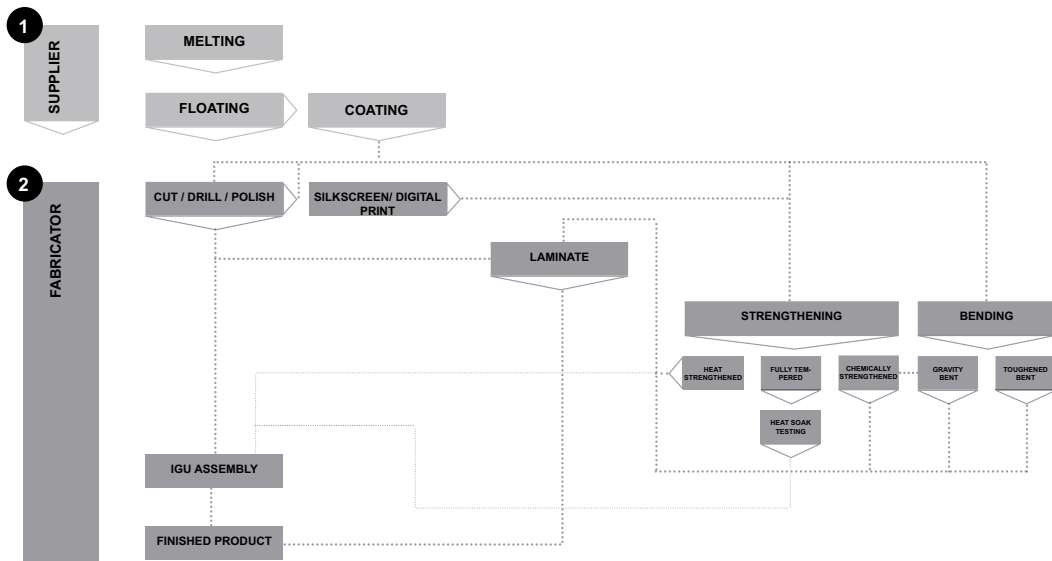 1
SUPPLIER
MELTING
FLOATING
COATING
2
FABRICATOR
CUT / DRILL / POLISH
SILKSCREEN/ DIGITAL
PRINT
LAMINATE
STRENGTHENING
BENDING
HEAT
STRENGTHENED
FULLY TEM-
PERED
CHEMICALLY
STRENGTHENED
GRAVITY
BENT
TOUGHENED
BENT
HEAT SOAK
TESTING
IGU ASSEMBLY
FINISHED PRODUCT